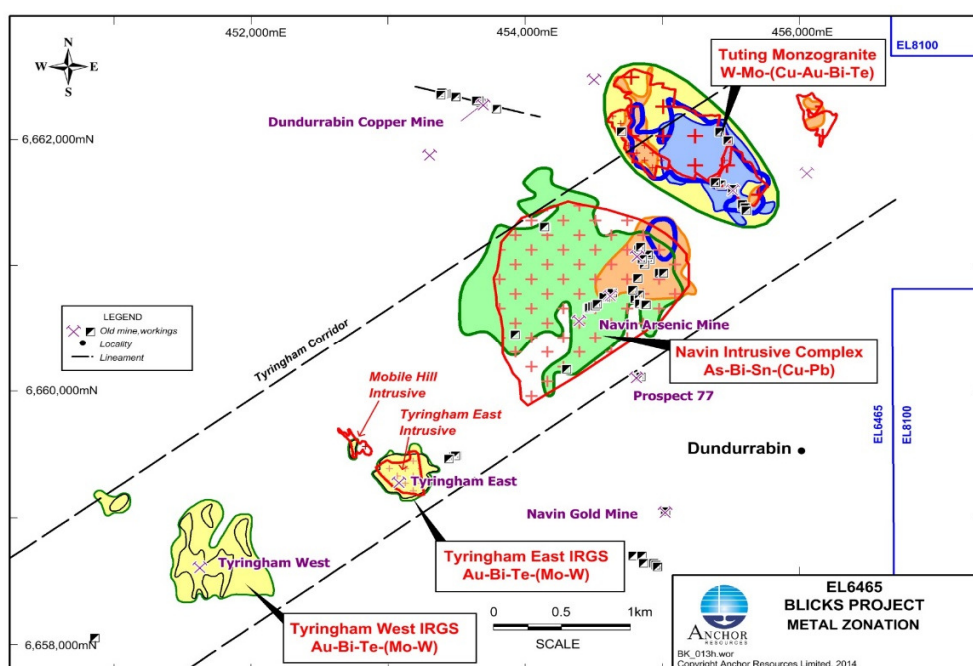 452,000mE
454,000mE
456,000mE
EL8100
N
W
E
S
Tuting Monzogranite
W-Mo-(Cu-Au-Bi-Te)
Dundurrabin Copper Mine
6,662,000mN
LEGEND
Old mine,workings
Locality
Lineament
Tyringham Corridor
Navin Arsenic Mine
Navin Intrusive Complex
As-Bi-Sn-(Cu-Pb)
6,660,000mN
Mobile Hill
Intrusive
Tyringham East
Intrusive
Prospect 77
EL6465
EL8100
Dundurrabin
Tyringham East
Navin Gold Mine
Tyringham West
Tyringham East IRGS
Au-Bi-Te-(Mo-W)
Tyringham West IRGS
Au-Bi-Te-(Mo-W)
0 0.5 1km
SCALE
6,658,000mN
ANCHOR
RESOURCES
EL6465
BLICKS PROJECT
METAL ZONATION
BK_013h.wor
Copyright Anchor Resources Limited, 2014